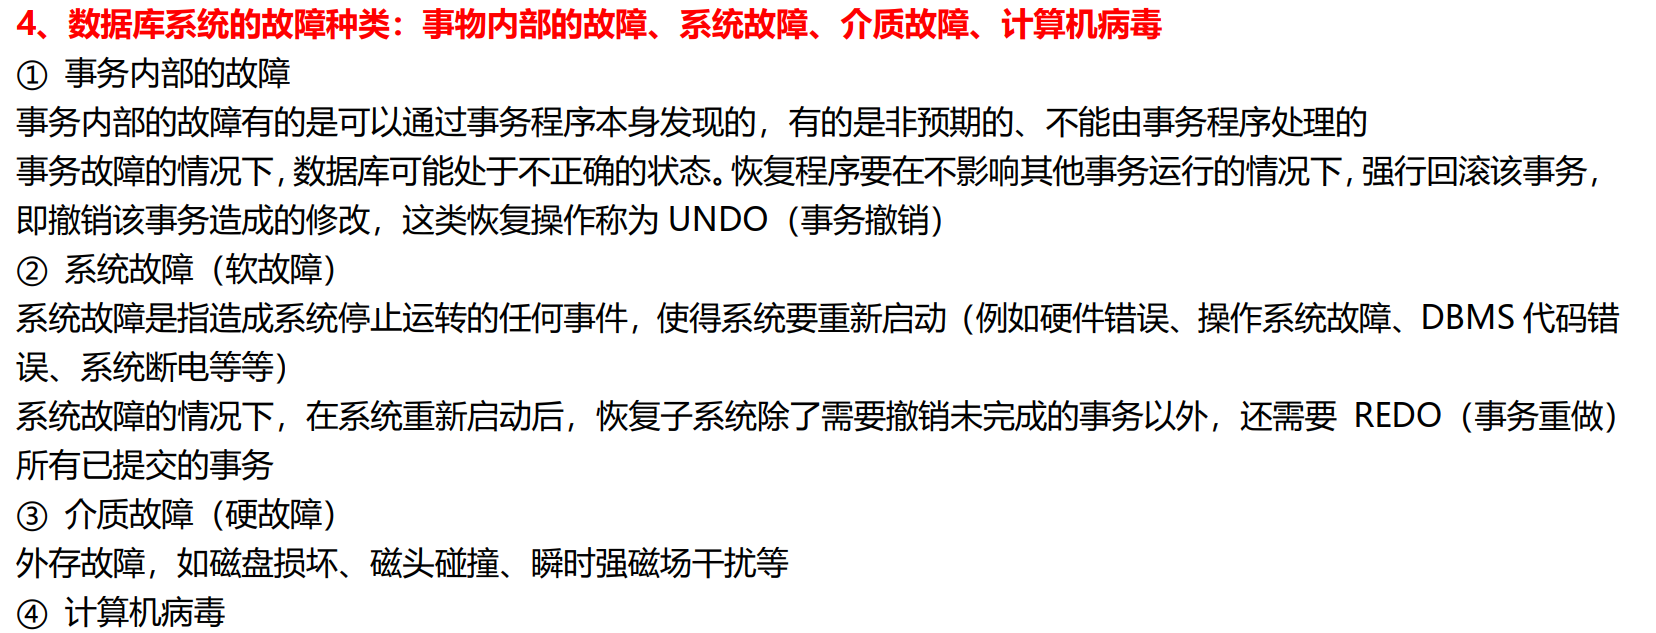 4、数据库系统的故障种类：事物内部的故障、系统故障、介质故障、计算机病毒
① 事务内部的故障
事务内部的故障有的是可以通过事务程序本身发现的，有的是非预期的、不能由事务程序处理的
事务故障的情况下，数据库可能处于不正确的状态。恢复程序要在不影响其他事务运行的情况下，强行回滚该事务，
即撤销该事务造成的修改，这类恢复操作称为 UNDO（事务撤销）
② 系统故障（软故障）
系统故障是指造成系统停止运转的任何事件，使得系统要重新启动（例如硬件错误、操作系统故障、DBMS 代码错
误、系统断电等等）
系统故障的情况下，在系统重新启动后，恢复子系统除了需要撤销未完成的事务以外，还需要 REDO（事务重做）
所有已提交的事务
③ 介质故障（硬故障）
外存故障，如磁盘损坏、磁头碰撞、瞬时强磁场干扰等
④ 计算机病毒